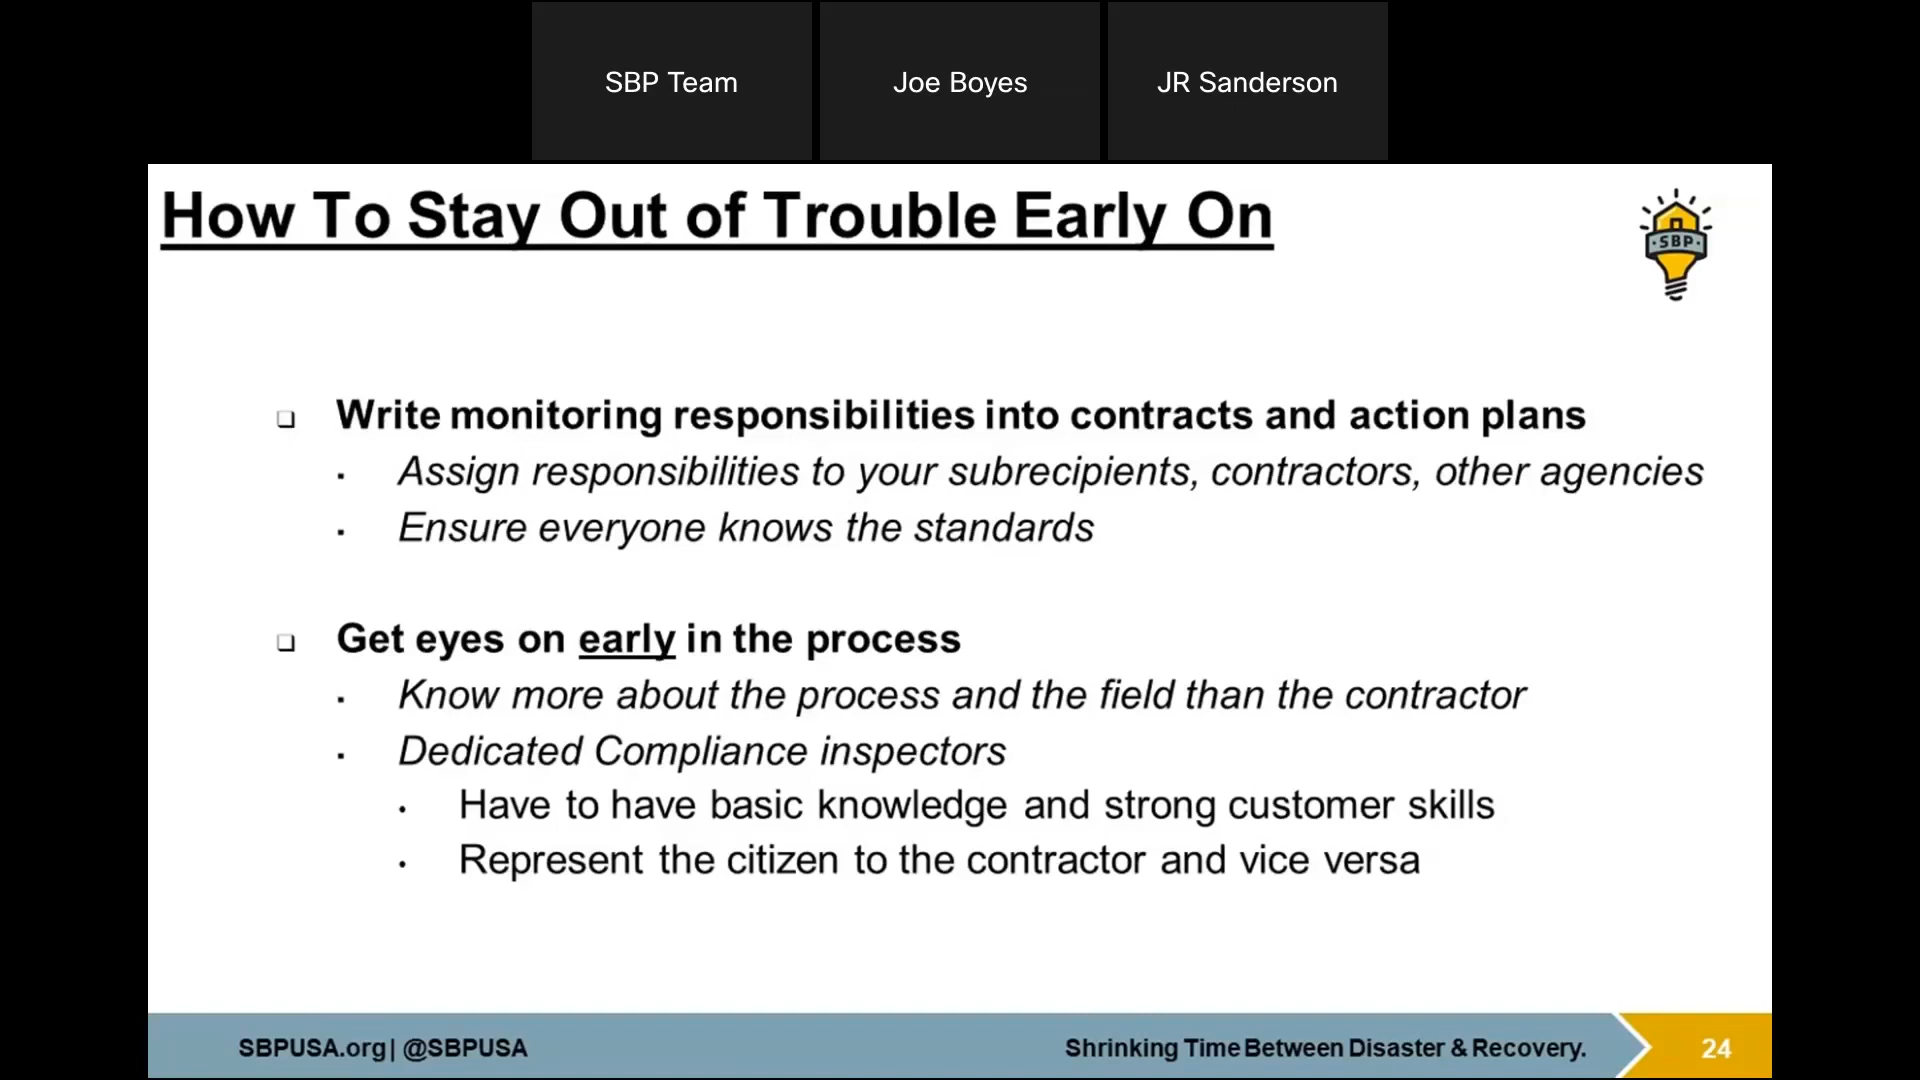 SBP Team
Joe Boyes
JR Sanderson
How To Stay Out of Trouble Early On
SBP
Write monitoring responsibilities into contracts and action plans
Assign responsibilities to your subrecipients, contractors, other agencies
Ensure everyone knows the standards
Get eyes on early in the process
Know more about the process and the field than the contractor
Dedicated Compliance inspectors
Have to have basic knowledge and strong customer skills
Represent the citizen to the contractor and vice versa
SBPUSA.org| @SBPUSA
Shrinking Time Between Disaster & Recovery.
24